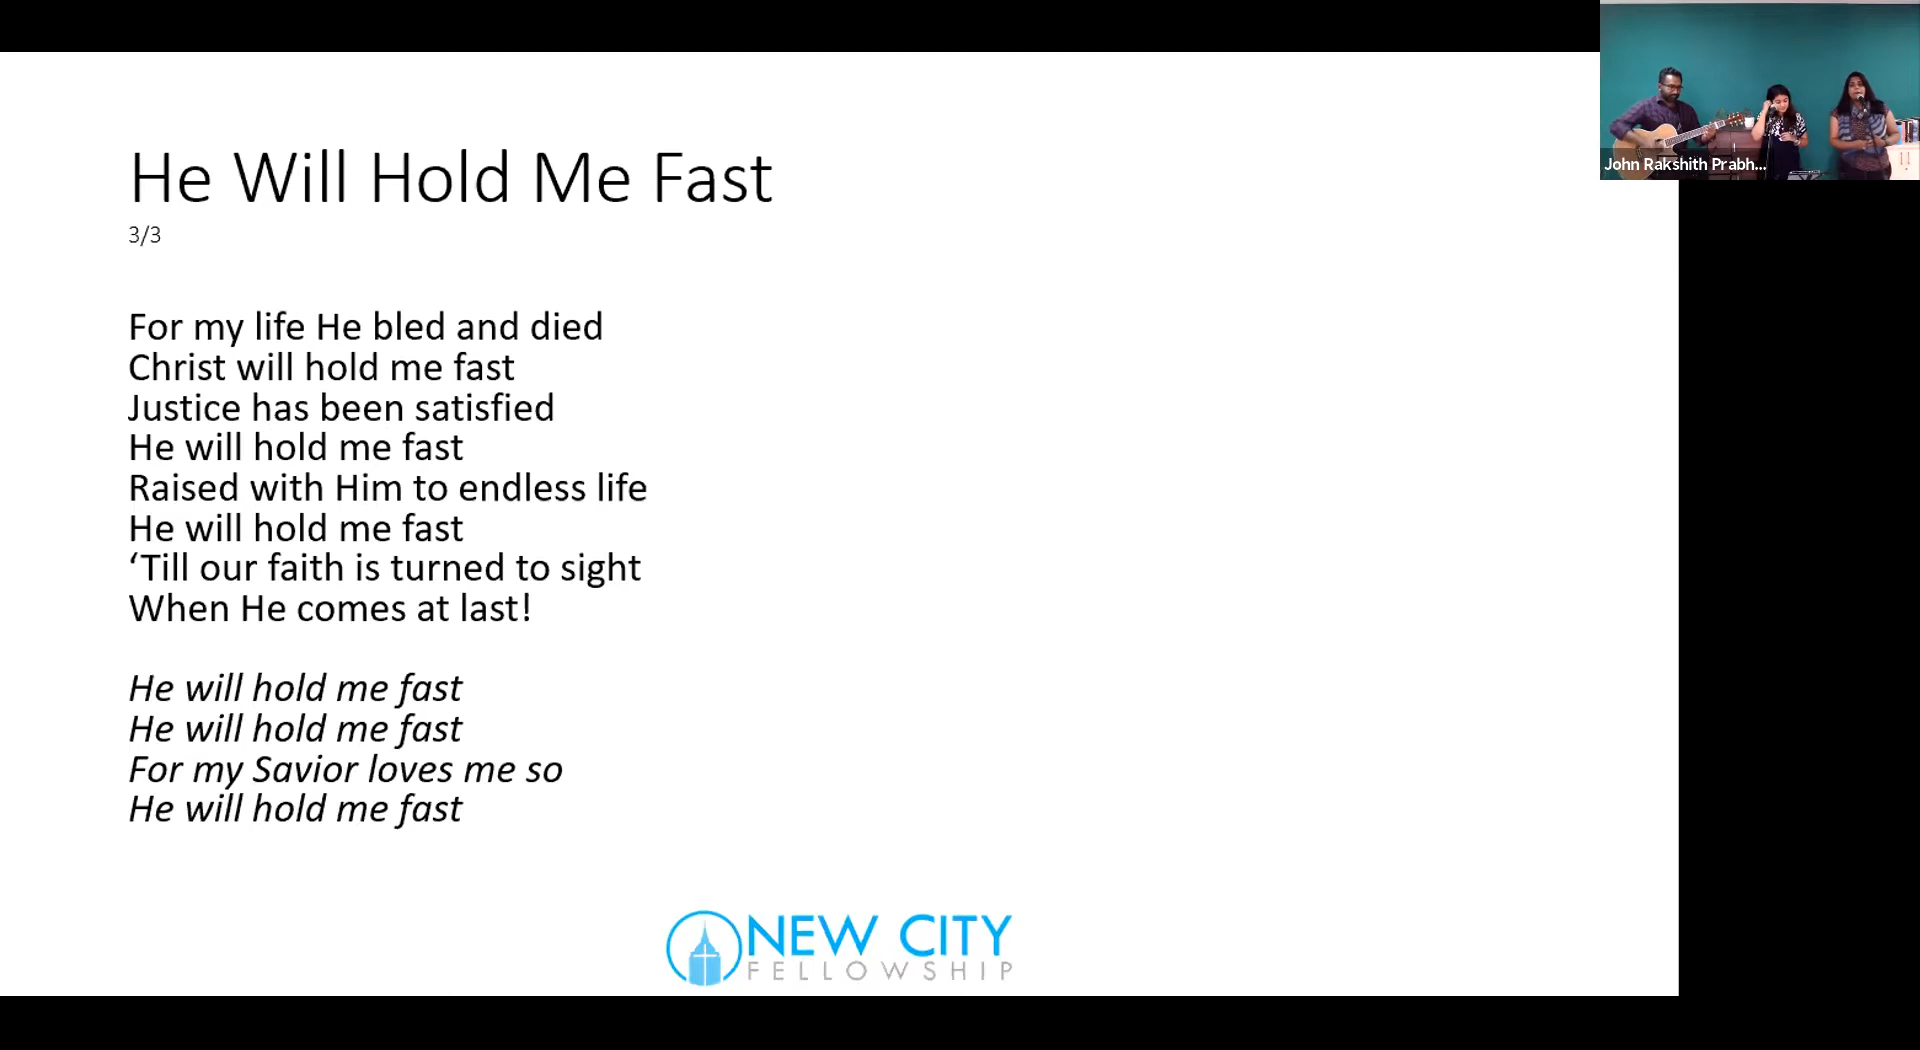 He Will Hold Me Fast
3/3
For my life He bled and died
Christ will hold me fast
Justice has been satisfied
He will hold me fast
Raised with Him to endless life
He will hold me fast
‘Till our faith is turned to sight
When He comes at last!
He will hold me fast
He will hold me fast
For my Savior loves me so
He will hold me fast
NEW CITY
FELLOWSHIP
John Rakshith Prabh...